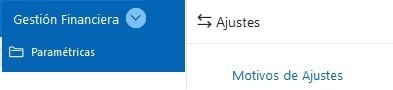 Gestión Financiera
Paramétricas
Ajustes
Motivos de Ajustes